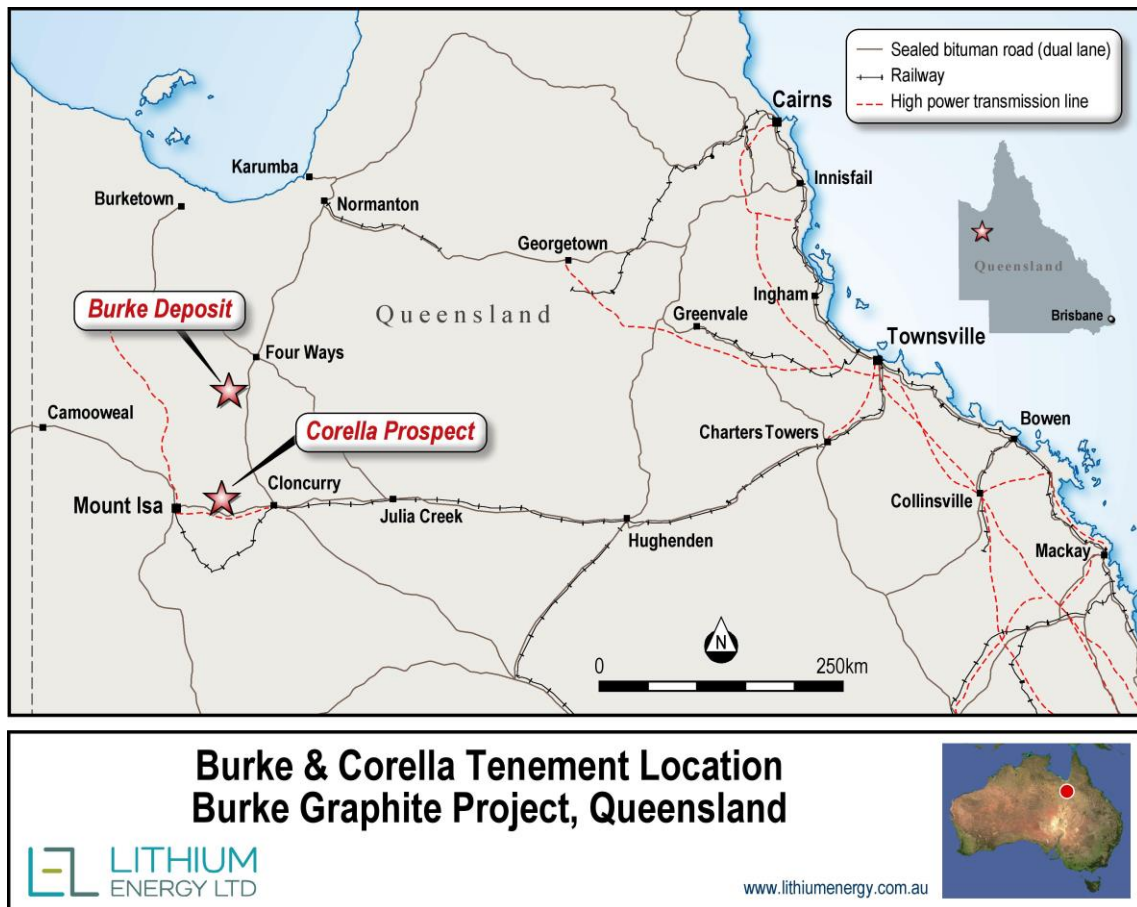 Sealed bituman road (dual lane)
Railway
High power transmission line
Cairns
Karumba
Innisfail
Burketown
Normanton
Georgetown
Queensland
Brisbane
Burke Deposit
Queensland
Ingham
Greenvale
Townsville
Four Ways
Camooweal
Corella Prospect
Charters Towers
Bowen
Cloncurry
Mount Isa
Julia Creek
Collinsville
Hughenden
Mackay
N
0 250km
Burke & Corella Tenement Location
Burke Graphite Project, Queensland
LITHIUM
ENERGY LTD
www.lithiumenergy.com.au